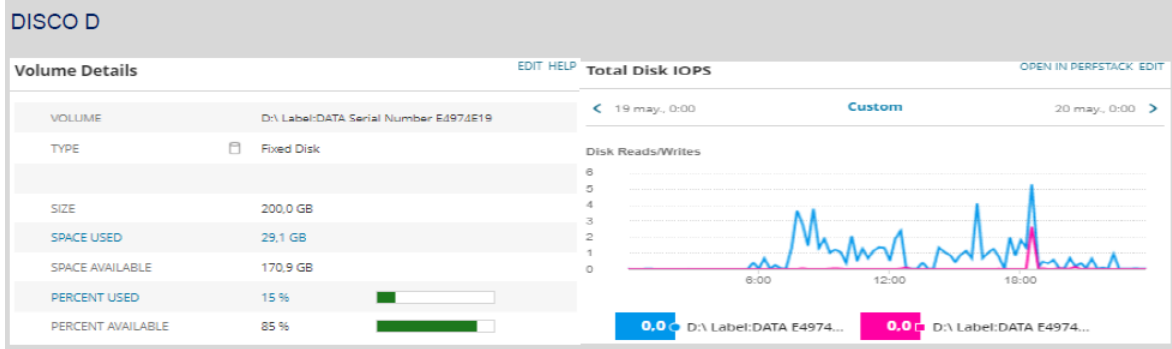 DISCO D
Volume Details
EDIT HELP
VOLUME D:\ Label:DATA Serial Number E4974E19
TYPE Fixed Disk
SIZE 200,0 GB
SPACE USED 29,1 GB
SPACE AVAILABLE 170,9 GB
PERCENT USED 15 %
PERCENT AVAILABLE 85 %
Total Disk IOPS
OPEN IN PERFSTACK EDIT
19 may., 0:00 Custom 20 may., 0:00
Disk Reads/Writes
6
5
4
3
2
1
0
6:00 12:00 18:00
0,0 D:\ Label:DATA E4974... 0,0 D:\ Label:DATA E4974...